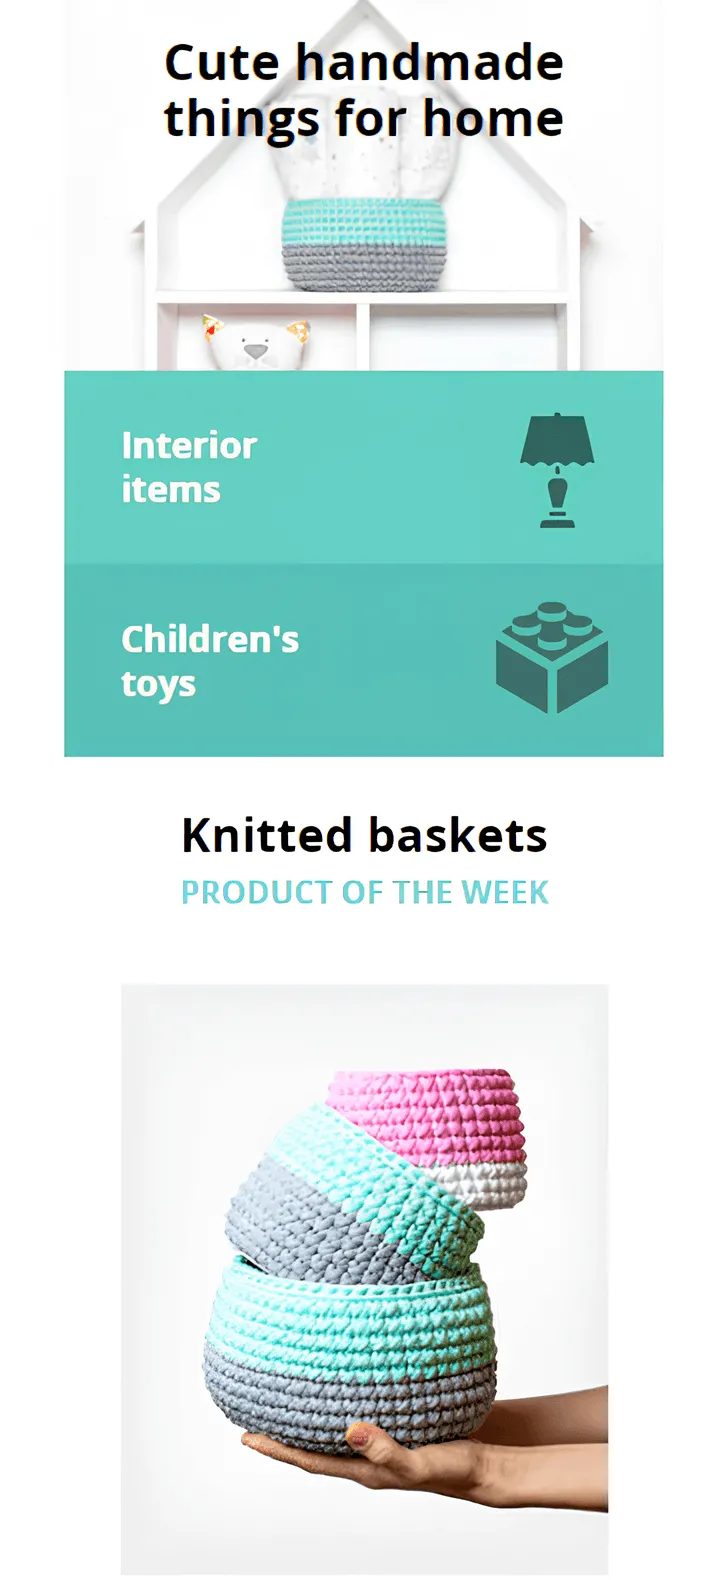 Cute handmade
things for home
Interior
items
Children's
toys
Knitted baskets
PRODUCT OF THE WEEK